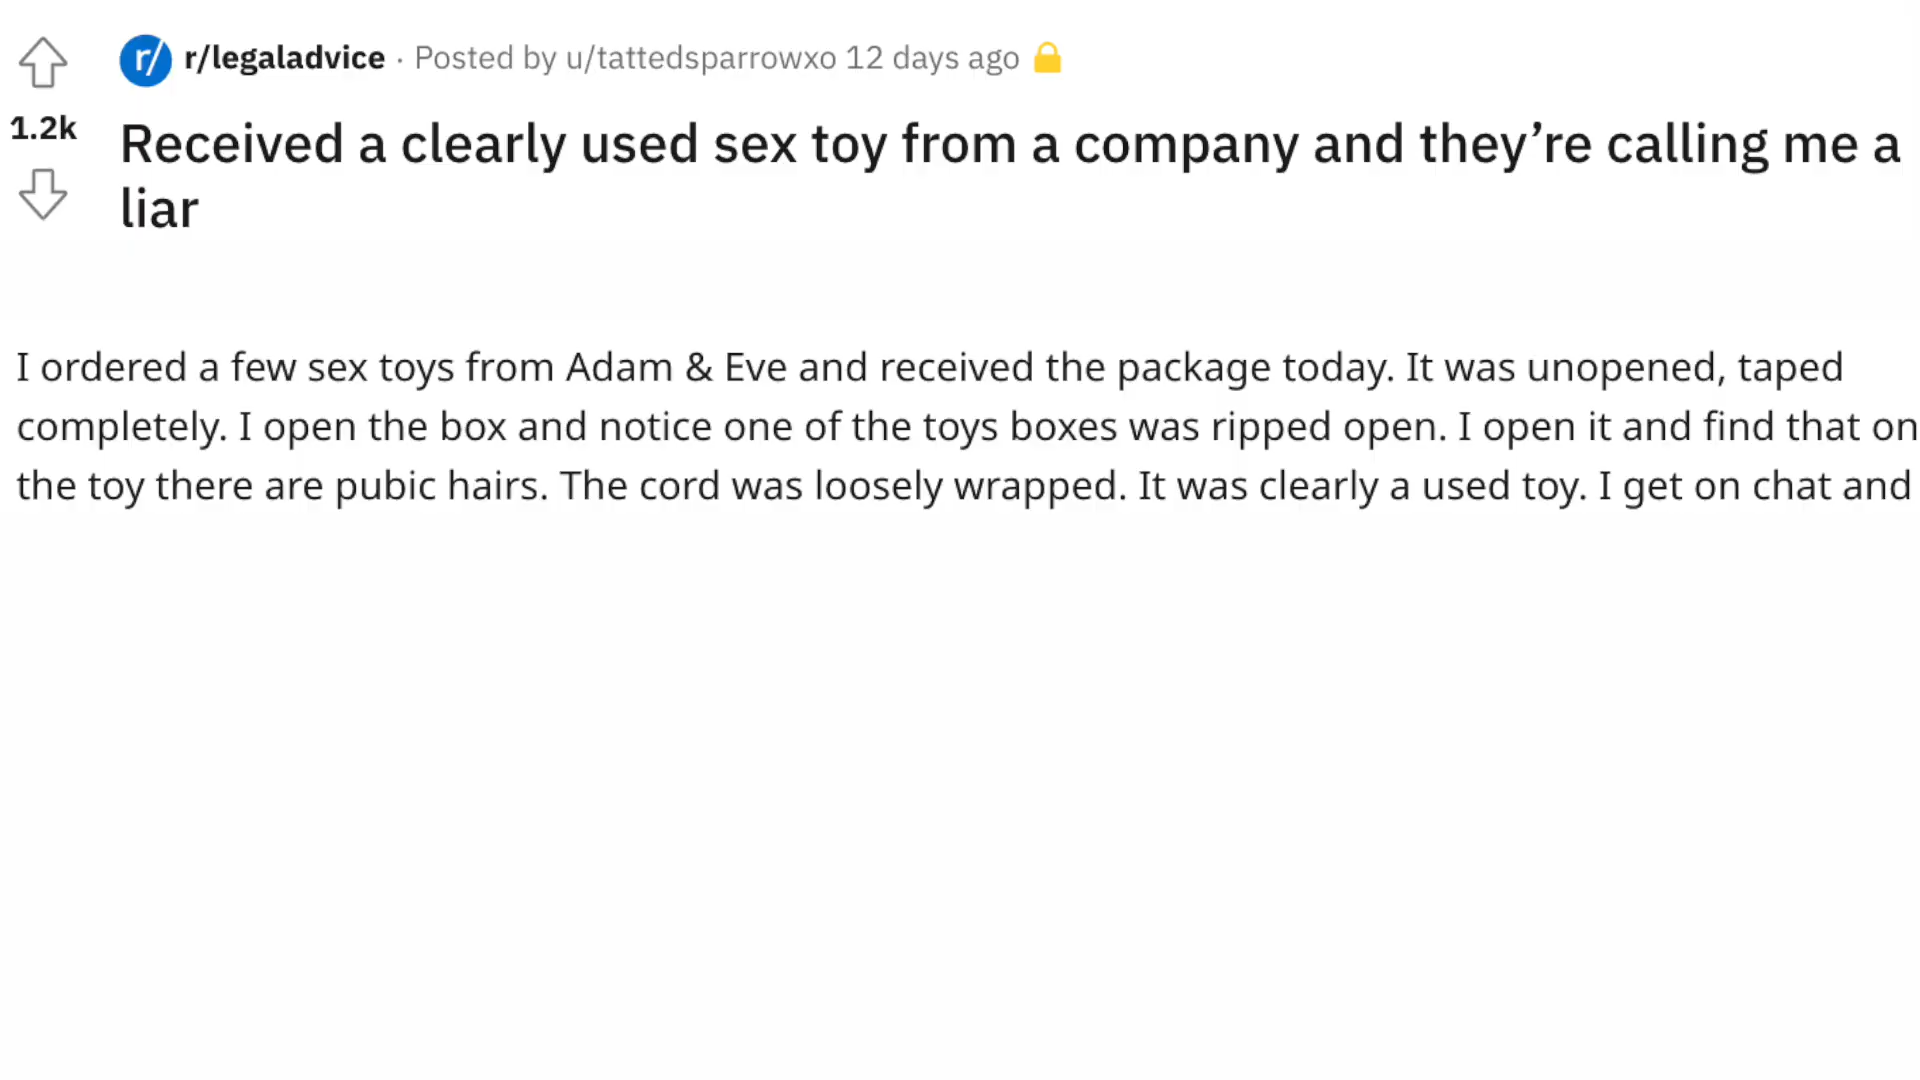 r/ r/legaladvice · Posted by u/tattedsparrowxo 12 days ago
1.2k
Received a clearly used sex toy from a company and they’re calling me a
liar
I ordered a few sex toys from Adam & Eve and received the package today. It was unopened, taped
completely. I open the box and notice one of the toys boxes was ripped open. I open it and find that on
the toy there are pubic hairs. The cord was loosely wrapped. It was clearly a used toy. I get on chat and